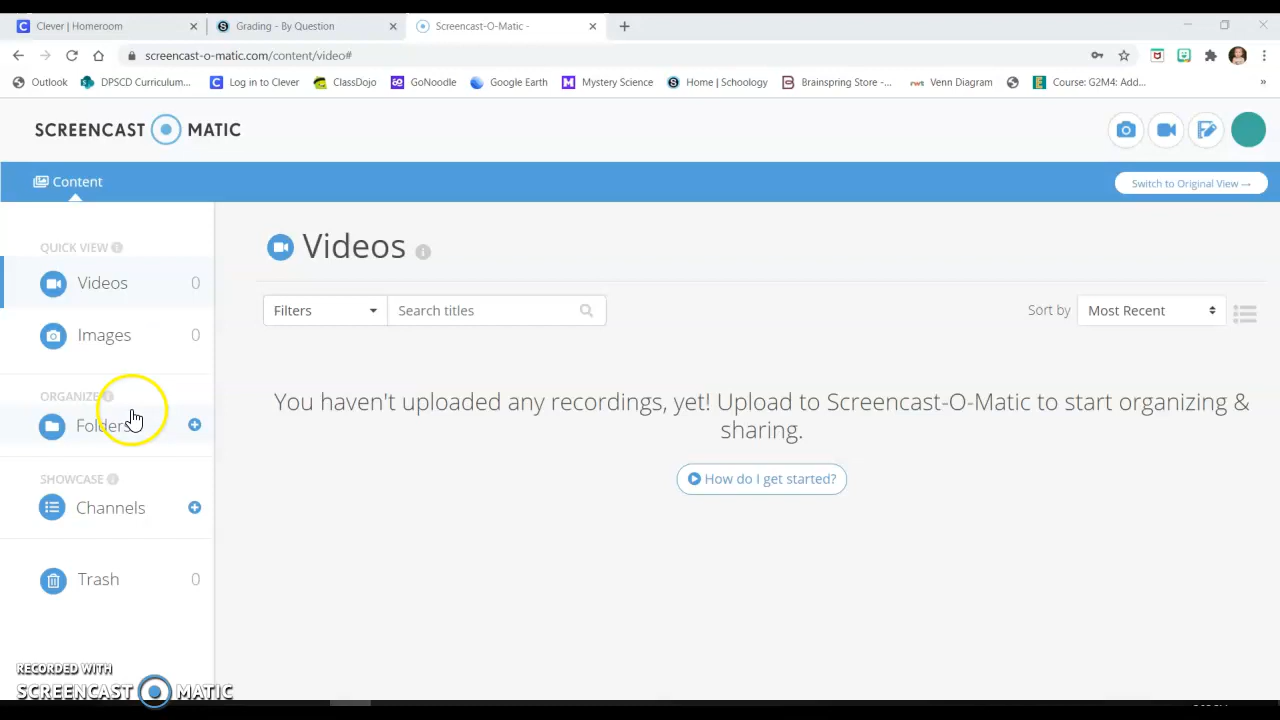 Clever | Homeroom
Grading - By Question
Screencast-O-Matic -
screencast-o-matic.com/content/video#
Outlook
DPSCD Curriculum...
Log in to Clever
ClassDojo
GoNoodle
Google Earth
Mystery Science
Home | Schoology
Brainspring Store -...
Venn Diagram
Course: G2M4: Add...
SCREENCAST MATIC
Content
Switch to Original View →
QUICK VIEW
Videos 0
Images 0
ORGANIZE
Folders
SHOWCASE
Channels
Trash 0
Videos
Filters
Search titles
Sort by
Most Recent
You haven't uploaded any recordings, yet! Upload to Screencast-O-Matic to start organizing &
sharing.
How do I get started?
RECORDED WITH
SCREENCAST MATIC